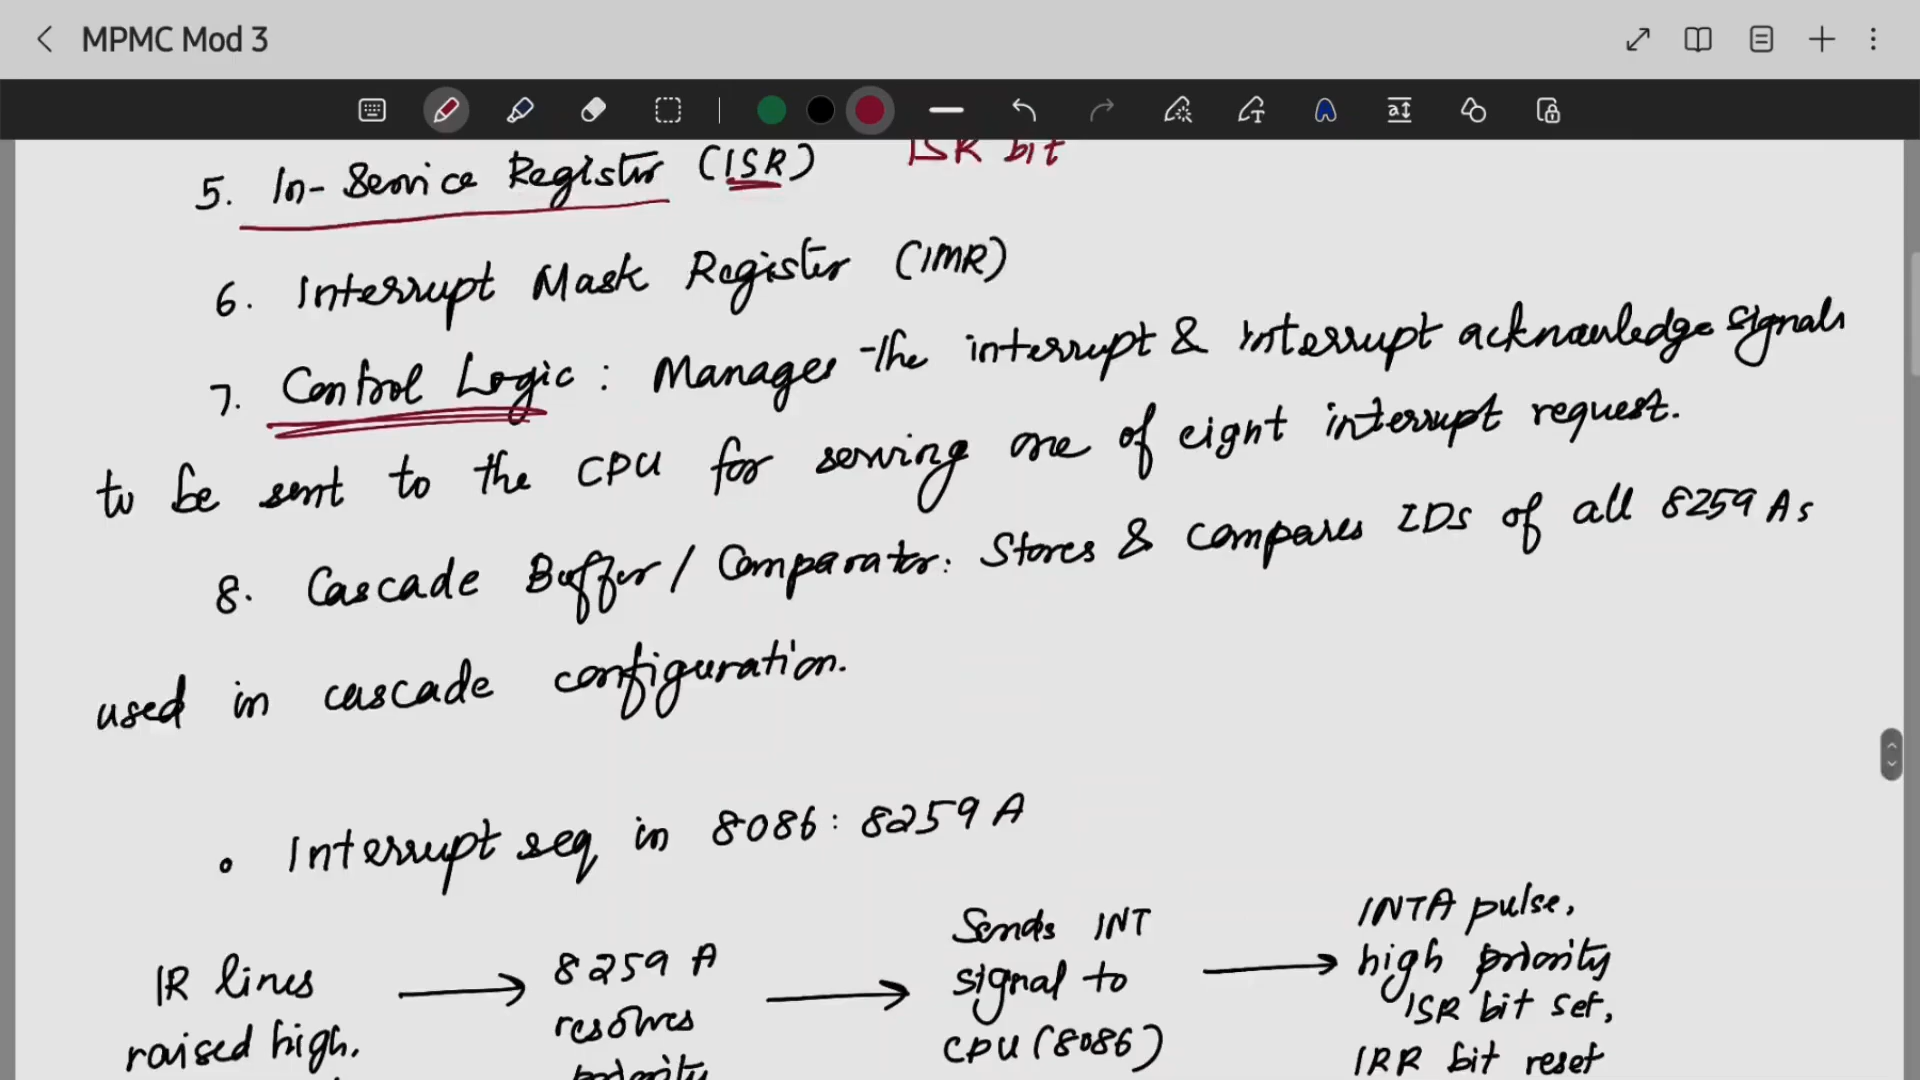 MPMC Mod 3
ISR bit
5. In-Service Register (ISR)
6. Interrupt Mask Register (IMR)
7. Control Logic: Manages the interrupt & interrupt acknowledge signals
to be sent to the CPU for serving one of eight interrupt request.
8. Cascade Buffer/Comparator: Stores & compares IDs of all 8259 As
used in cascade configuration.
• Interrupt seq in 8086: 8259 A
IR lines
raised high.
8259 A
resolves
priority
Sends INT
signal to
CPU (8086)
INTA pulse,
high priority
ISR bit set,
IRR bit reset